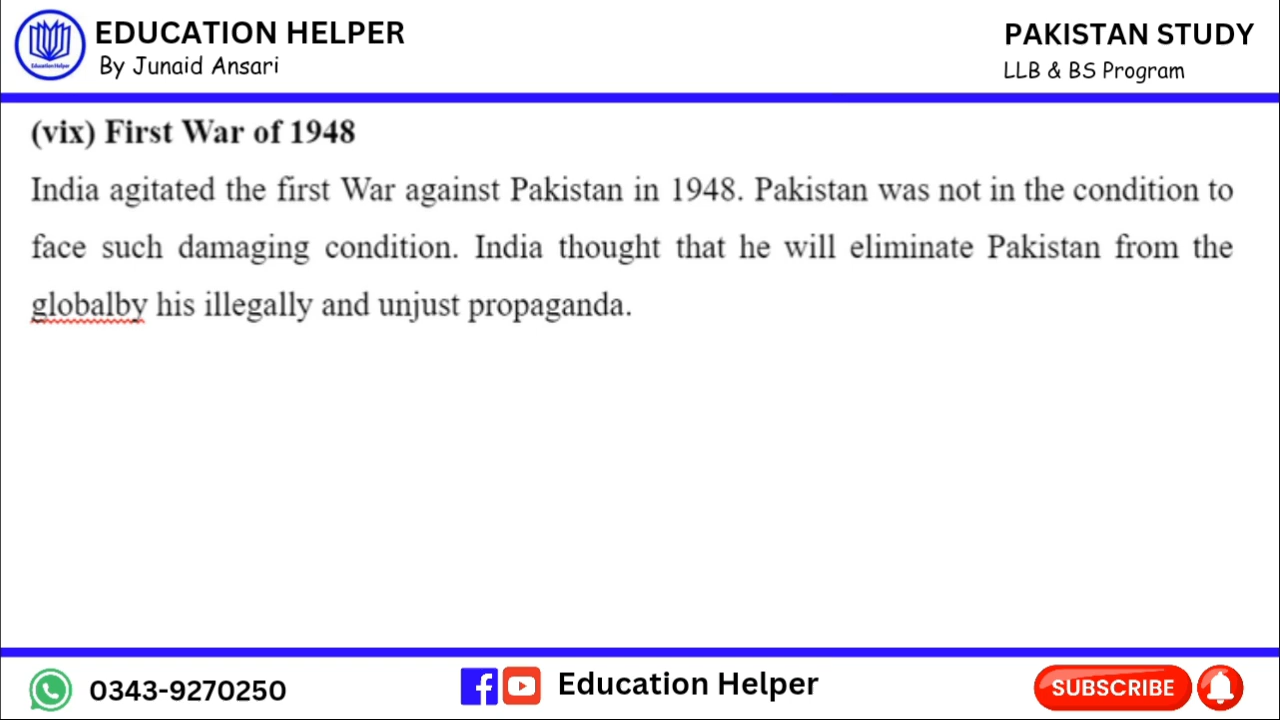 EDUCATION HELPER
By Junaid Ansari
PAKISTAN STUDY
LLB & BS Program
(vix) First War of 1948
India agitated the first War against Pakistan in 1948. Pakistan was not in the condition to
face such damaging condition. India thought that he will eliminate Pakistan from the
globalby his illegally and unjust propaganda.
0343-9270250
Education Helper
SUBSCRIBE